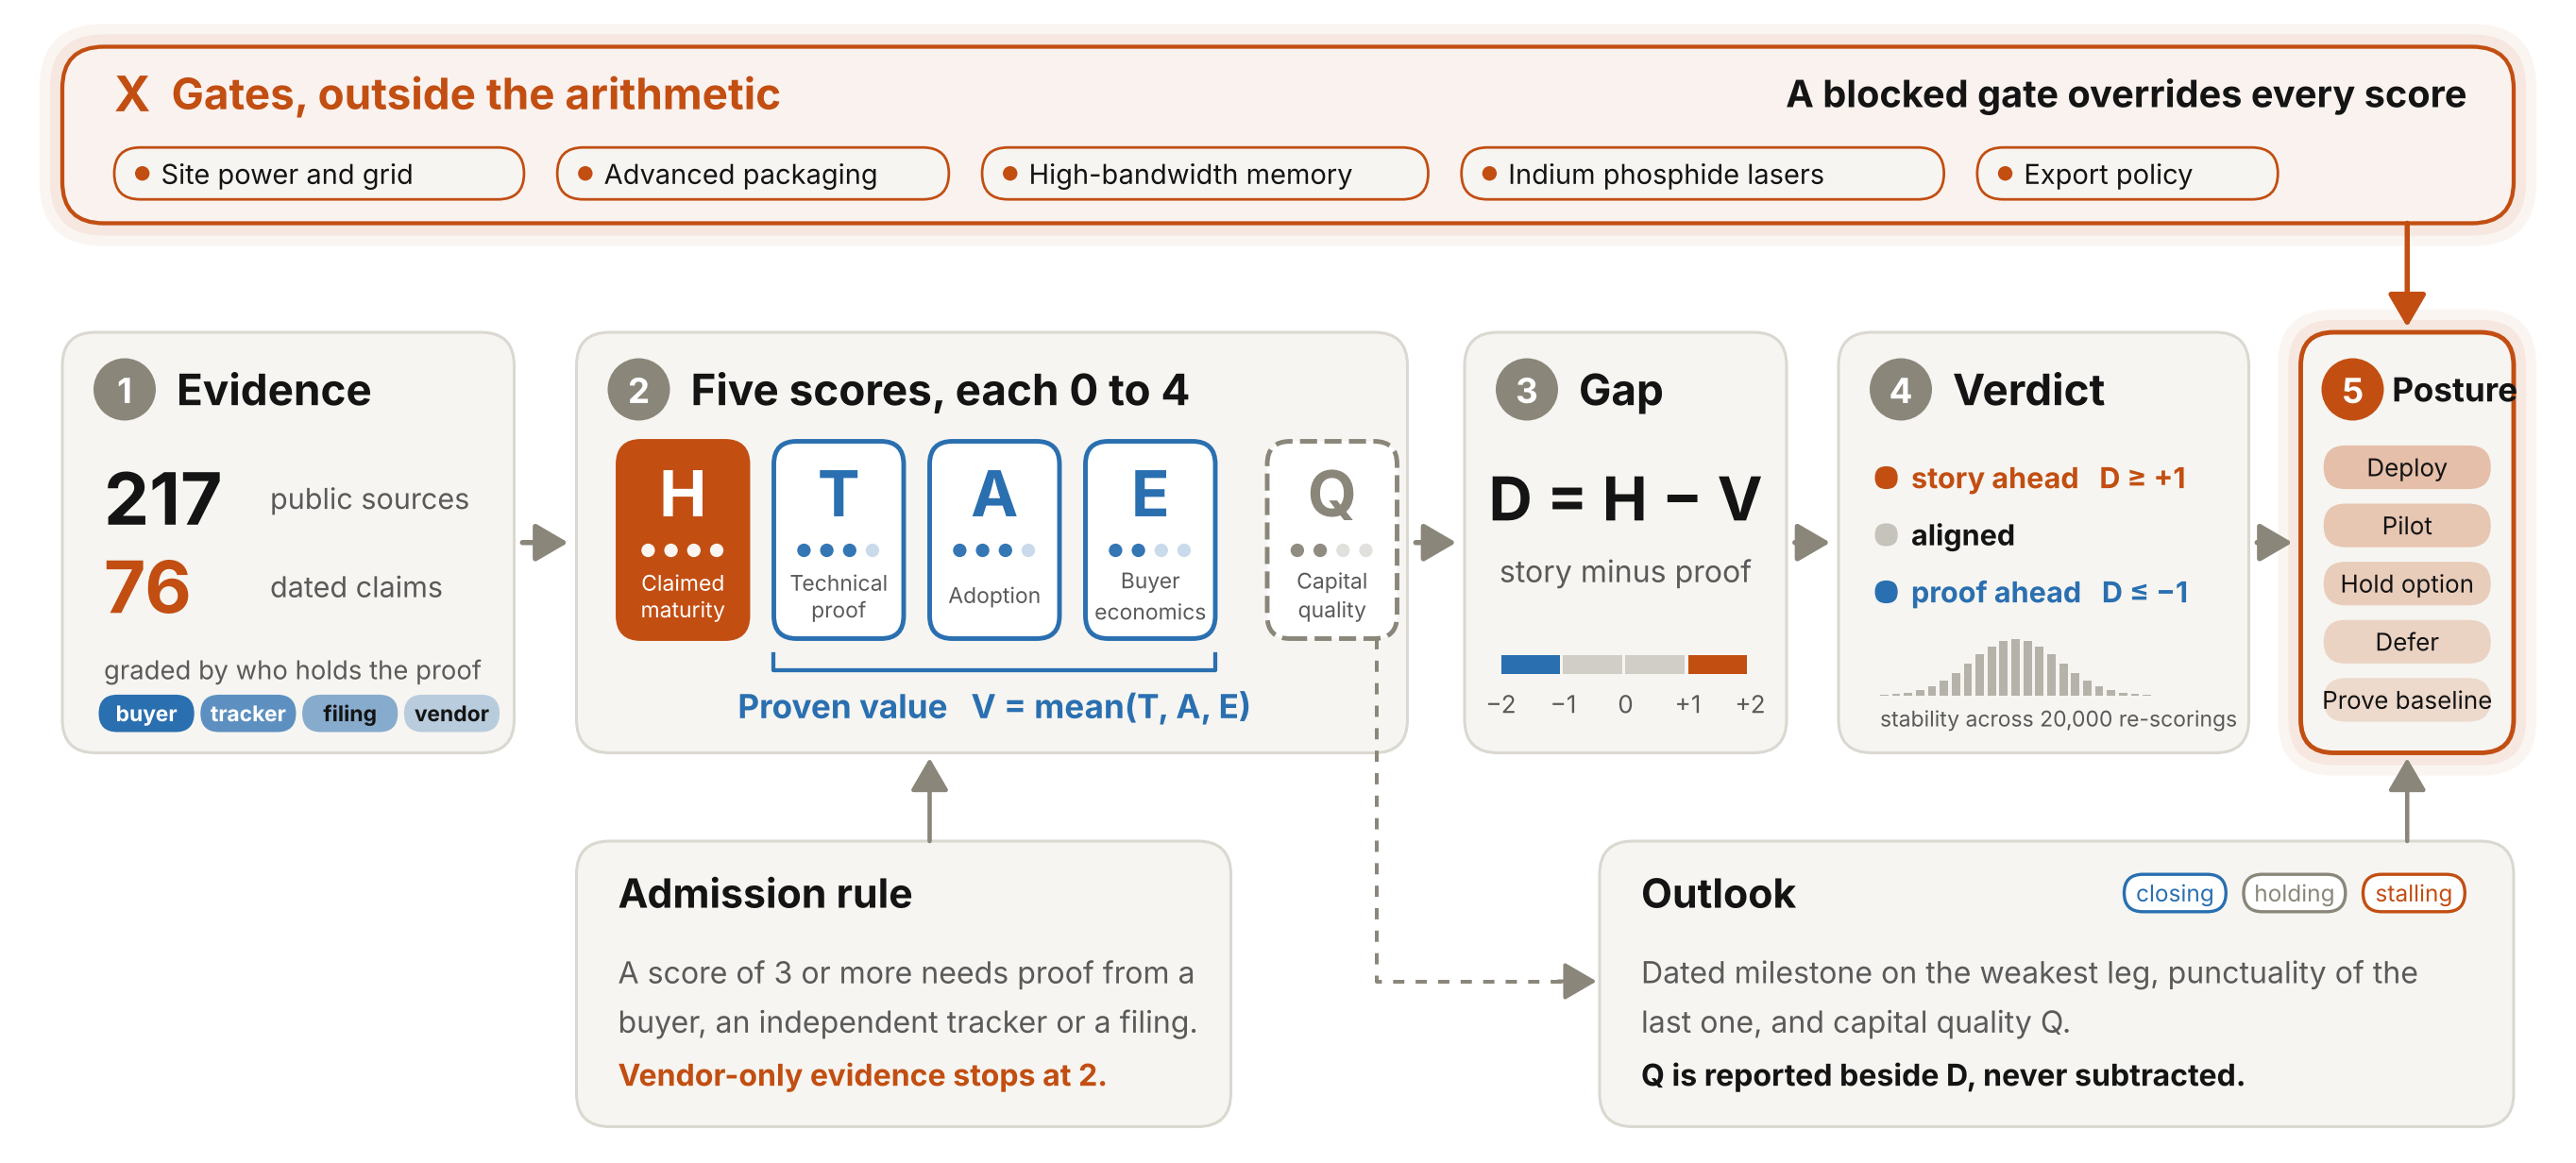 X Gates, outside the arithmetic
A blocked gate overrides every score
Site power and grid
Advanced packaging
High-bandwidth memory
Indium phosphide lasers
Export policy
1 Evidence
217 public sources
76 dated claims
graded by who holds the proof
buyer tracker filing vendor
2 Five scores, each 0 to 4
H
Claimed
maturity
T
Technical
proof
A
Adoption
E
Buyer
economics
Q
Capital
quality
Proven value V = mean(T, A, E)
3 Gap
D = H − V
story minus proof
−2 −1 0 +1 +2
4 Verdict
story ahead D ≥ +1
aligned
proof ahead D ≤ −1
stability across 20,000 re-scorings
5 Posture
Deploy
Pilot
Hold option
Defer
Prove baseline
Admission rule
A score of 3 or more needs proof from a
buyer, an independent tracker or a filing.
Vendor-only evidence stops at 2.
Outlook
closing holding stalling
Dated milestone on the weakest leg, punctuality of the
last one, and capital quality Q.
Q is reported beside D, never subtracted.